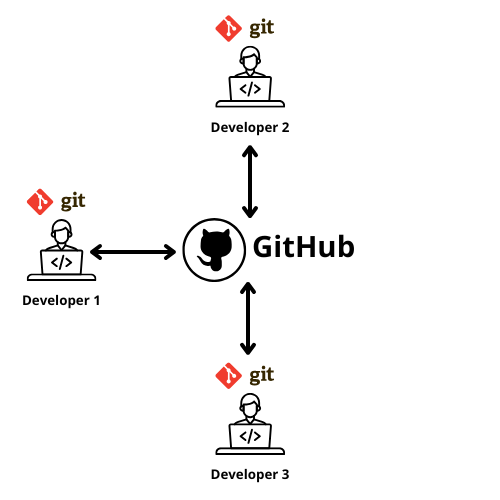 git
</>
Developer 2
git
</>
Developer 1
GitHub
git
</>
Developer 3